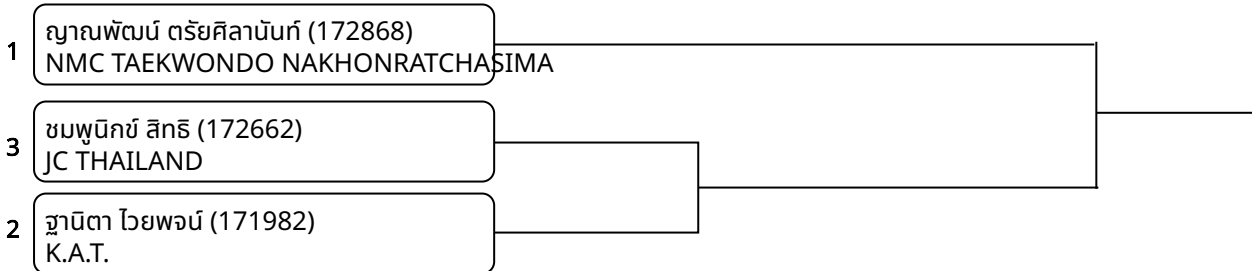 1
ญาณพัฒน์ ตรัยศิลานันท์ (172868)
NMC TAEKWONDO NAKHONRATCHASIMA
3
ชมพูนิกข์ สิทธิ (172662)
JC THAILAND
2
ฐานิตา ไวยพจน์ (171982)
K.A.T.